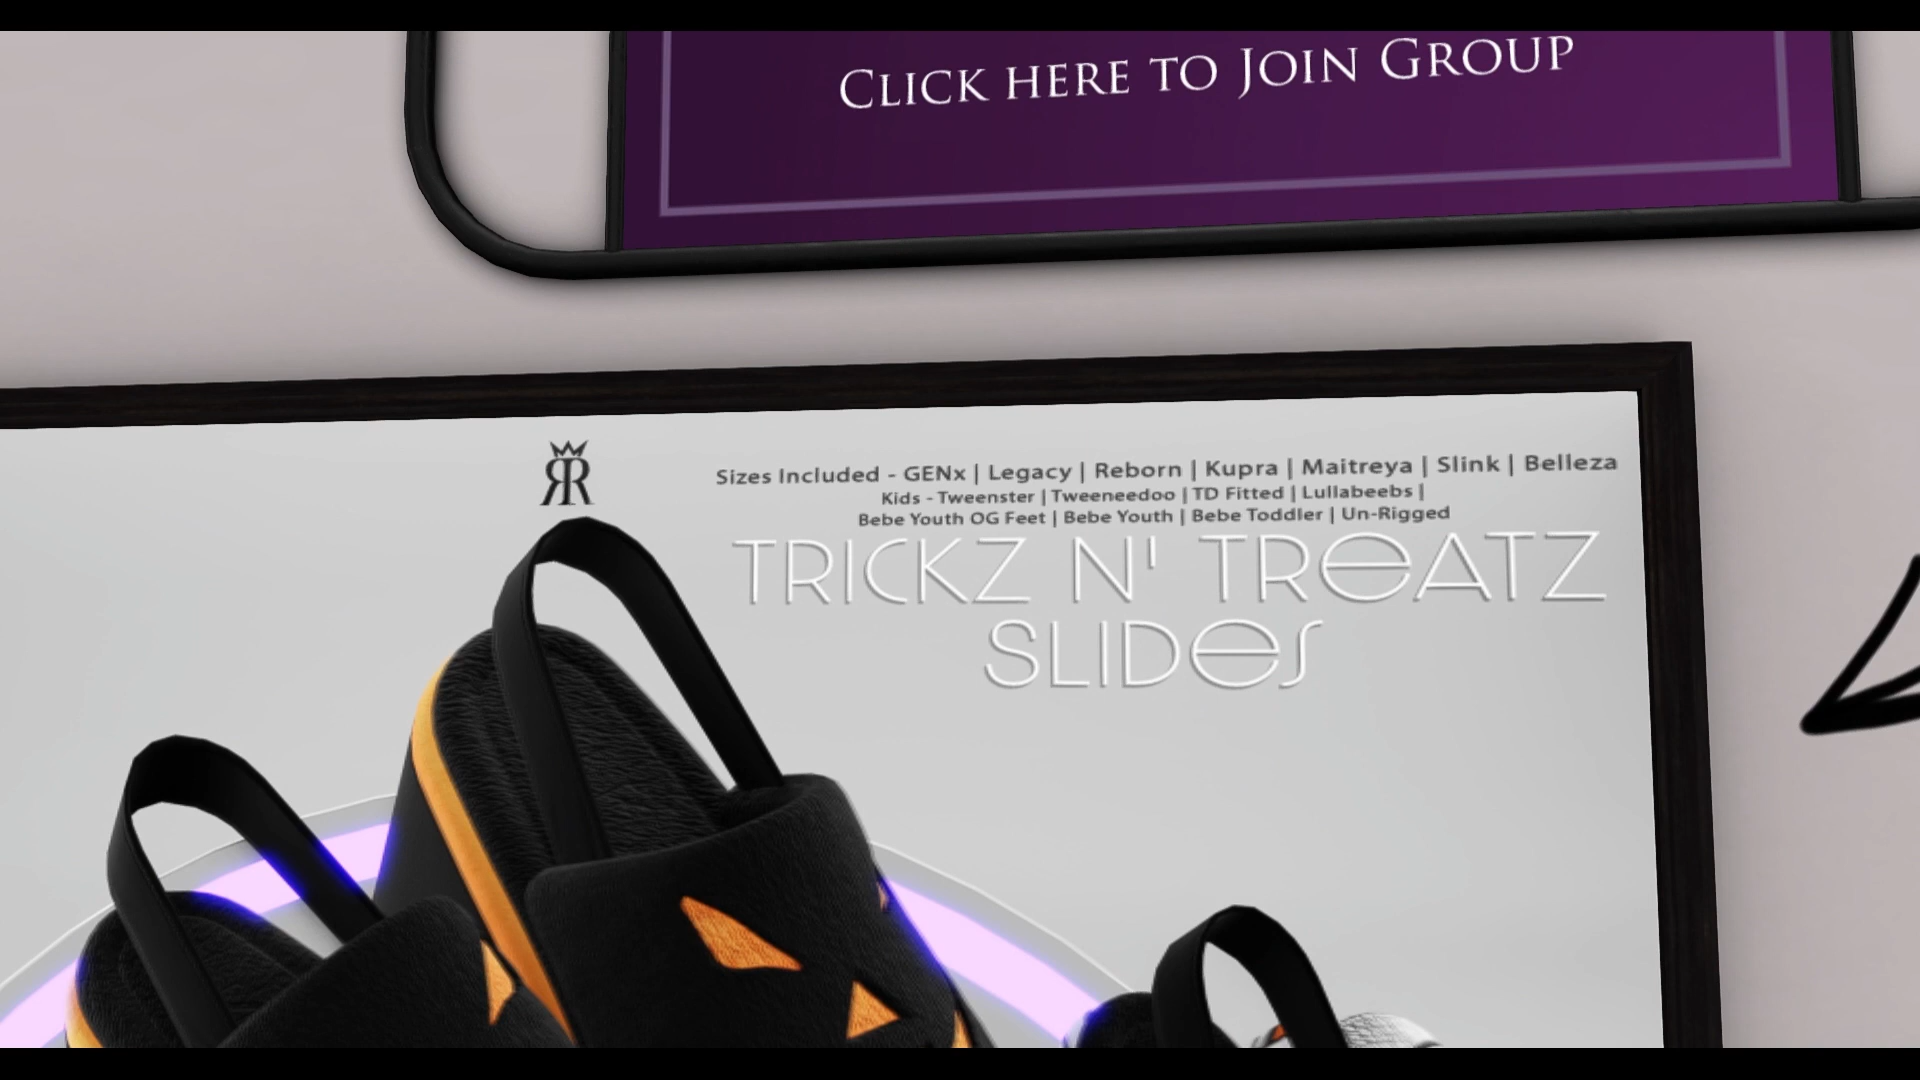 Click here to Join Group
RR
Sizes Included - GENx | Legacy | Reborn | Kupra | Maitreya | Slink | Belleza
Kids - Tweenster | Tweeneedoo | TD Fitted | Lullabeebs |
Bebe Youth OG Feet | Bebe Youth | Bebe Toddler | Un-Rigged
TRICKZ N' TREATZ
SLIDES